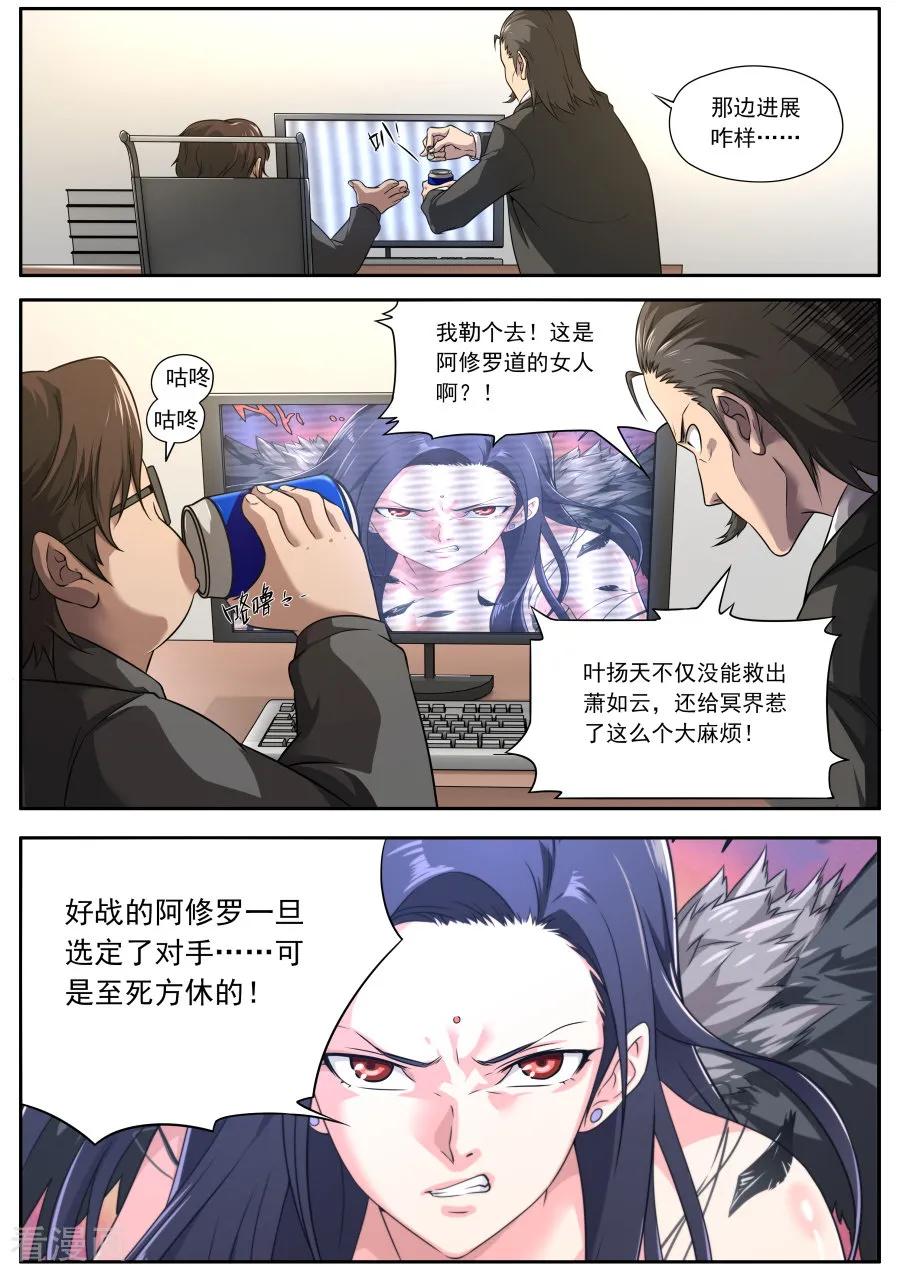 那边进展
咋样……
叭！
咕咚
咕咚
我勒个去！这是
阿修罗道的女人
啊？！
咯噜
叶扬天不仅没能救出
萧如云，还给冥界惹
了这么个大麻烦！
好战的阿修罗一旦
选定了对手……可
是至死方休的！
看漫画